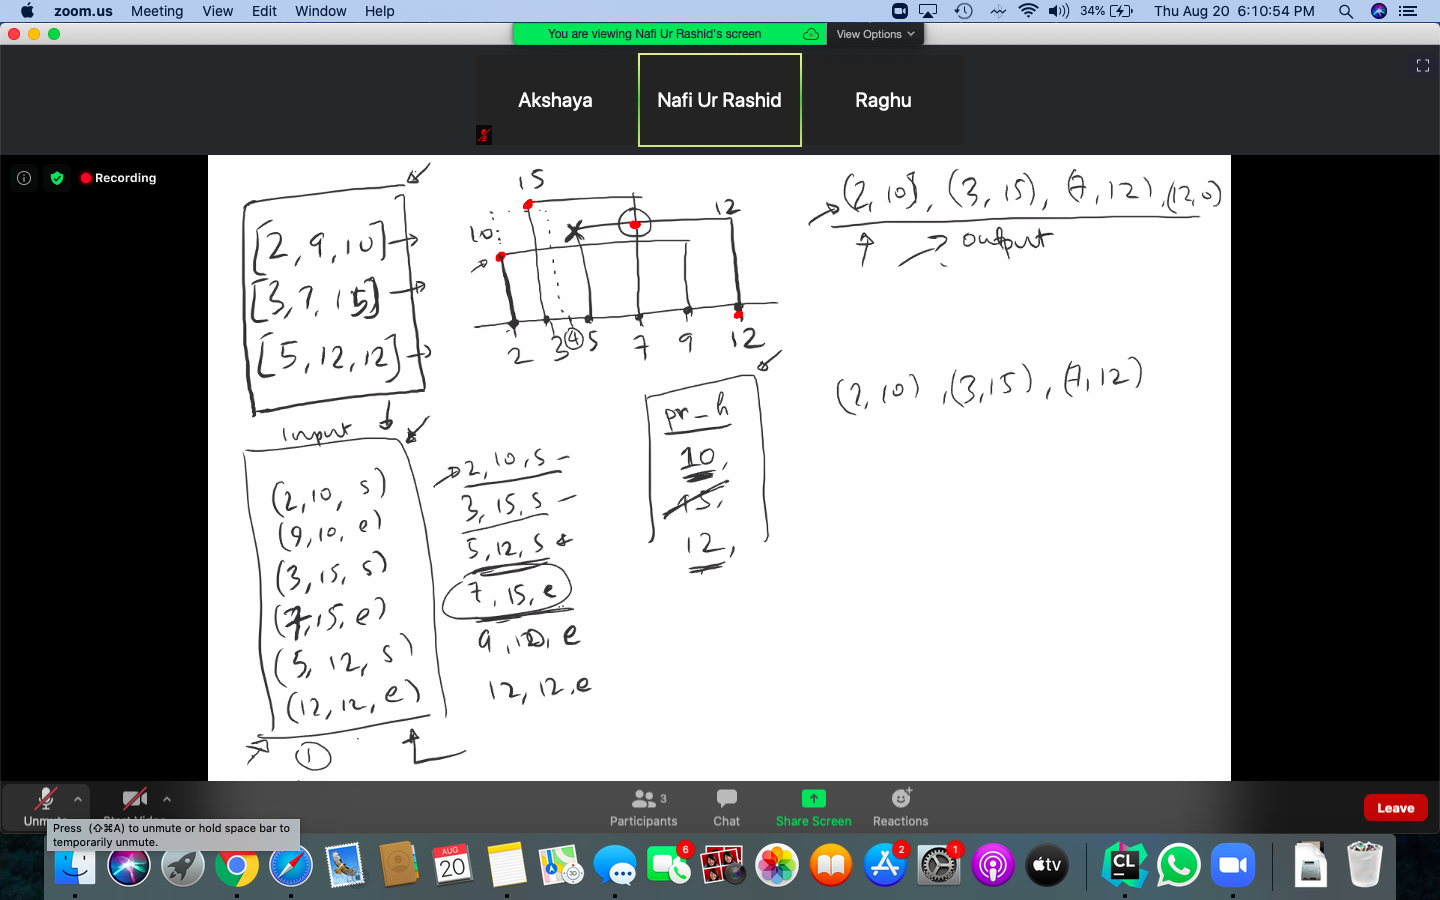 zoom.us Meeting View Edit Window Help 34% Thu Aug 20 6:10:54 PM
You are viewing Nafi Ur Rashid's screen View Options
Akshaya Nafi Ur Rashid Raghu
Recording
[2, 9, 10]
[3, 7, 15]
[5, 12, 12]
Input
(2, 10, s)
(9, 10, e)
(3, 15, s)
(7, 15, e)
(5, 12, s)
(12, 12, e)
1
15
10
12
2 3 4 5 7 9 12
2, 10, s
3, 15, s
5, 12, s
7, 15, e
9, 10, e
12, 12, e
pr_h
10,
15,
12,
(2, 10), (3, 15), (7, 12), (12, 0)
output
(2, 10), (3, 15), (7, 12)
Unmute Start Video Participants 3 Chat Share Screen Reactions Leave
Press (⇧⌘A) to unmute or hold space bar to
temporarily unmute.
AUG
20
3D
6
2
1
tv
CL